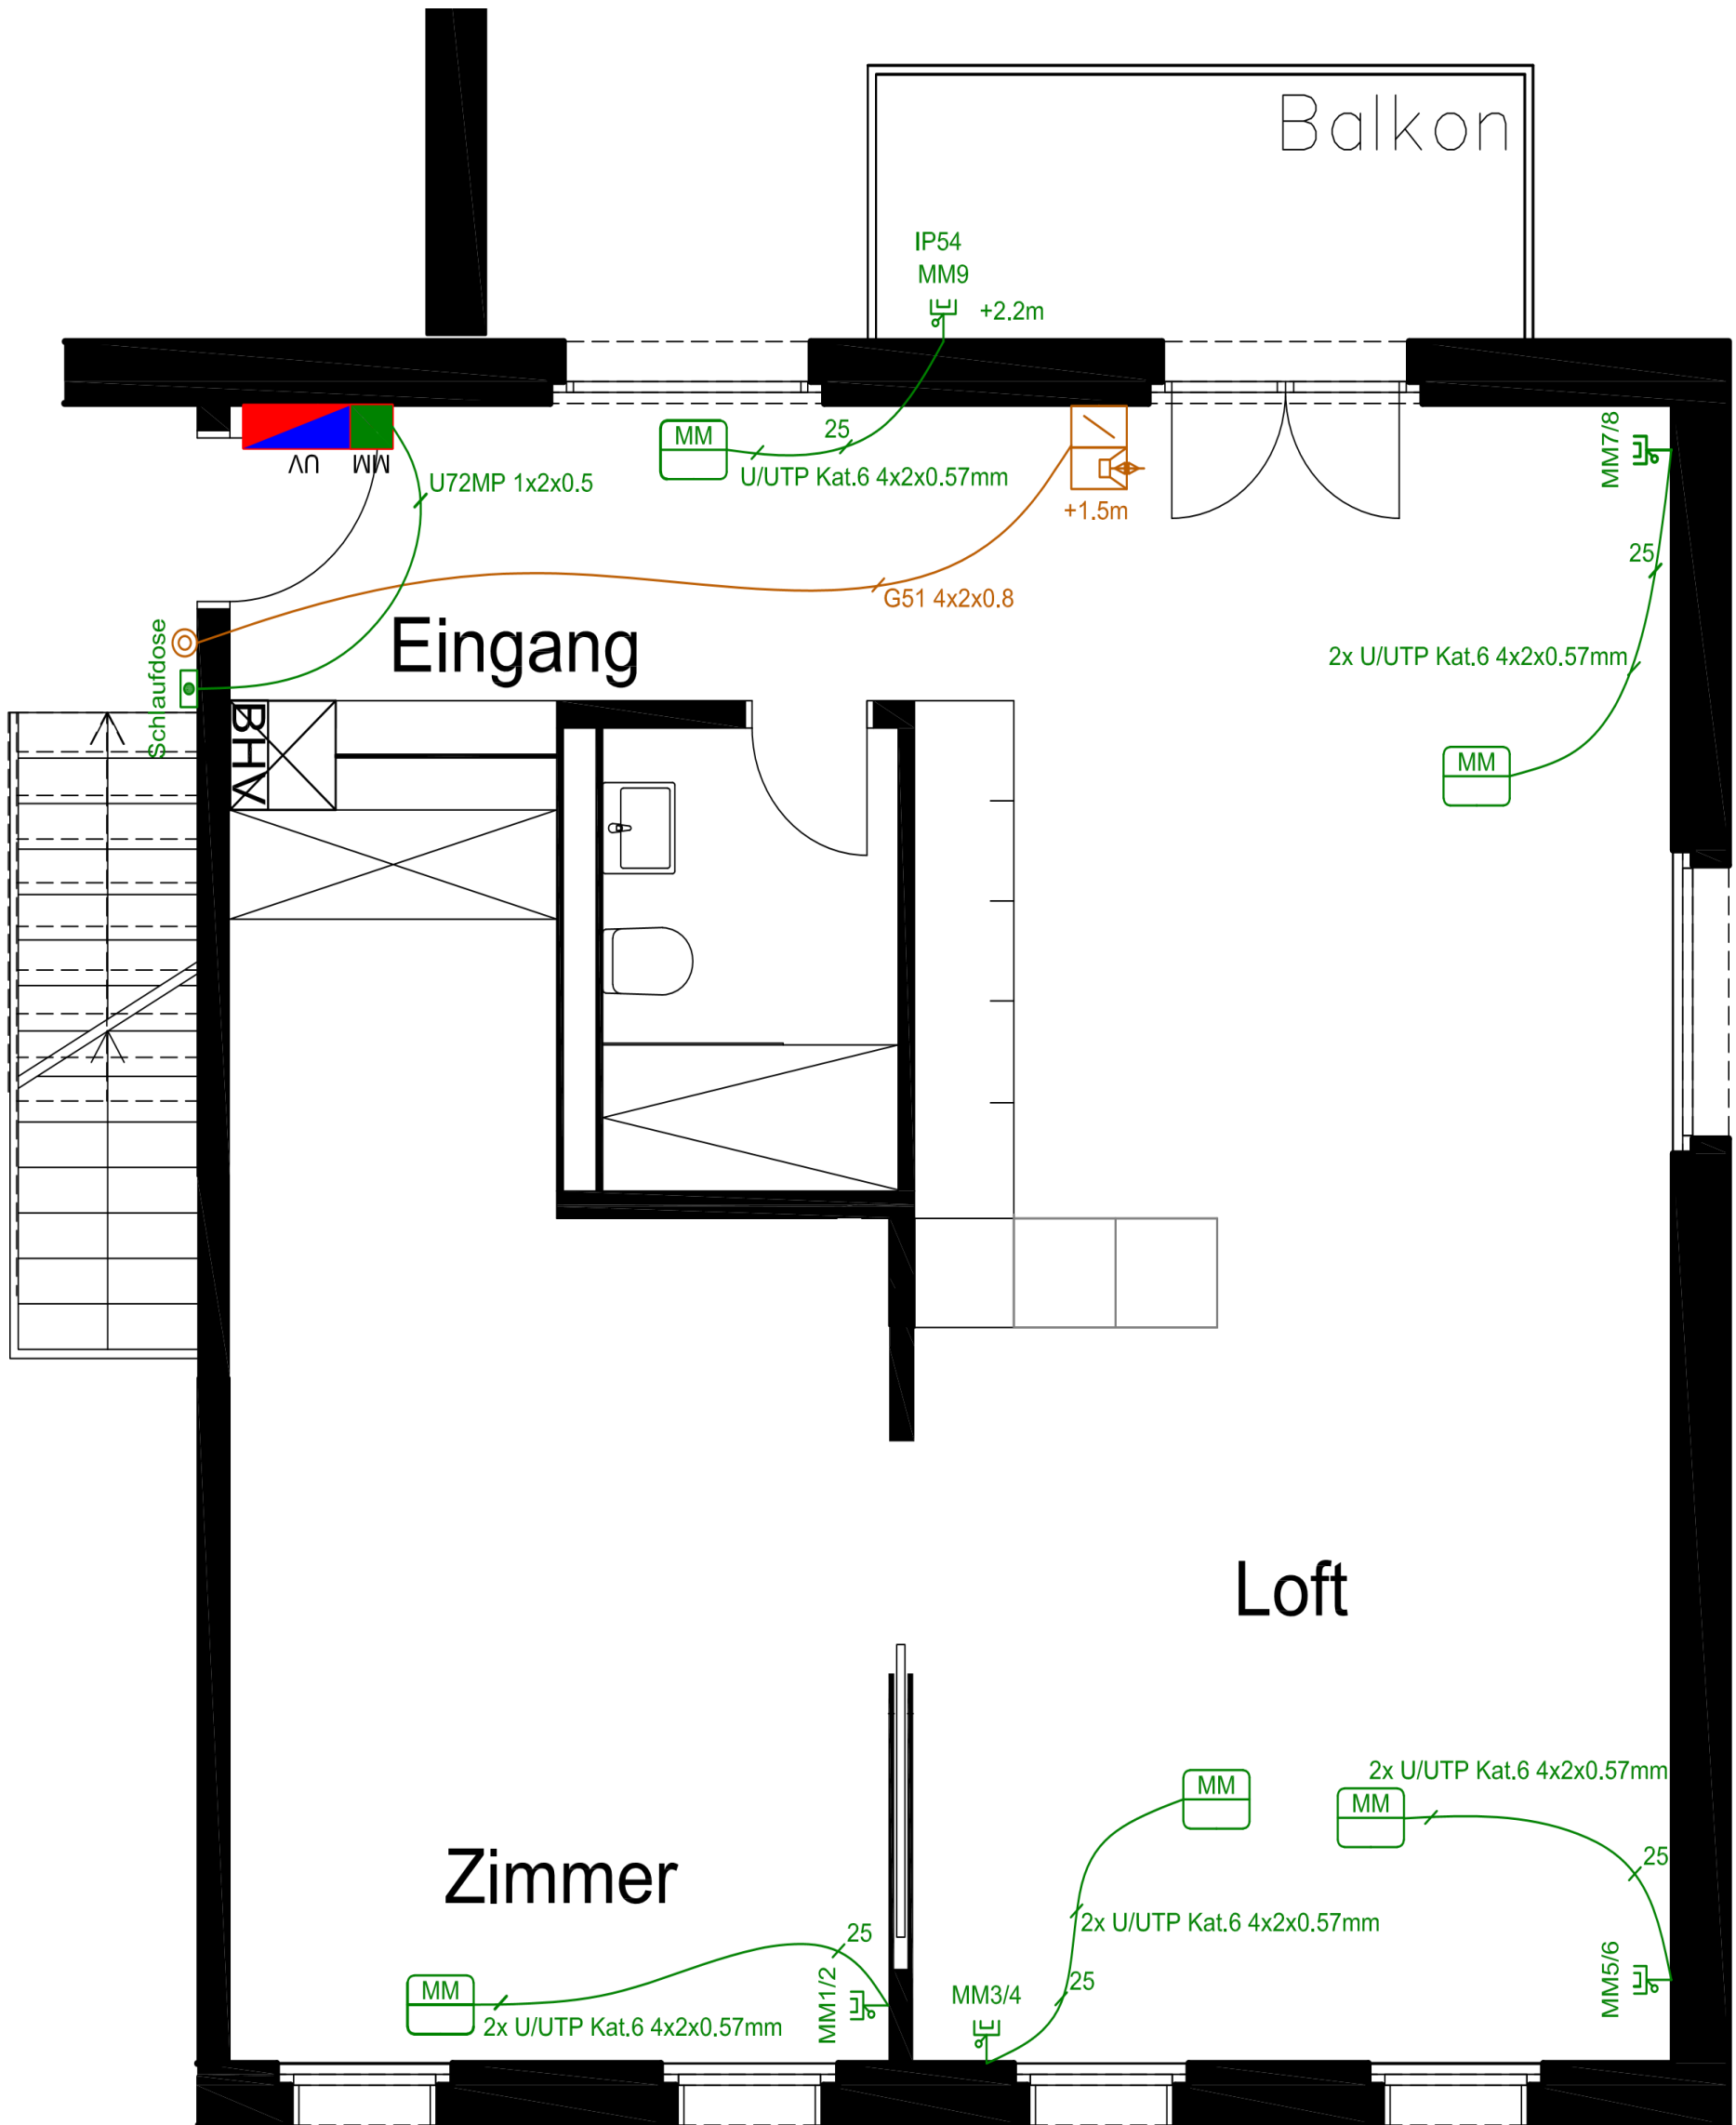 Balkon
IP54
MM9
+2.2m
MM
25
U/UTP Kat.6 4x2x0.57mm
UV
MM
U72MP 1x2x0.5
+1.5m
MM7/8
25
G51 4x2x0.8
Eingang
Schlaufdose
2x U/UTP Kat.6 4x2x0.57mm
BHV
MM
Loft
2x U/UTP Kat.6 4x2x0.57mm
MM
MM
25
Zimmer
2x U/UTP Kat.6 4x2x0.57mm
25
MM
25
MM1/2
MM3/4
MM5/6
2x U/UTP Kat.6 4x2x0.57mm